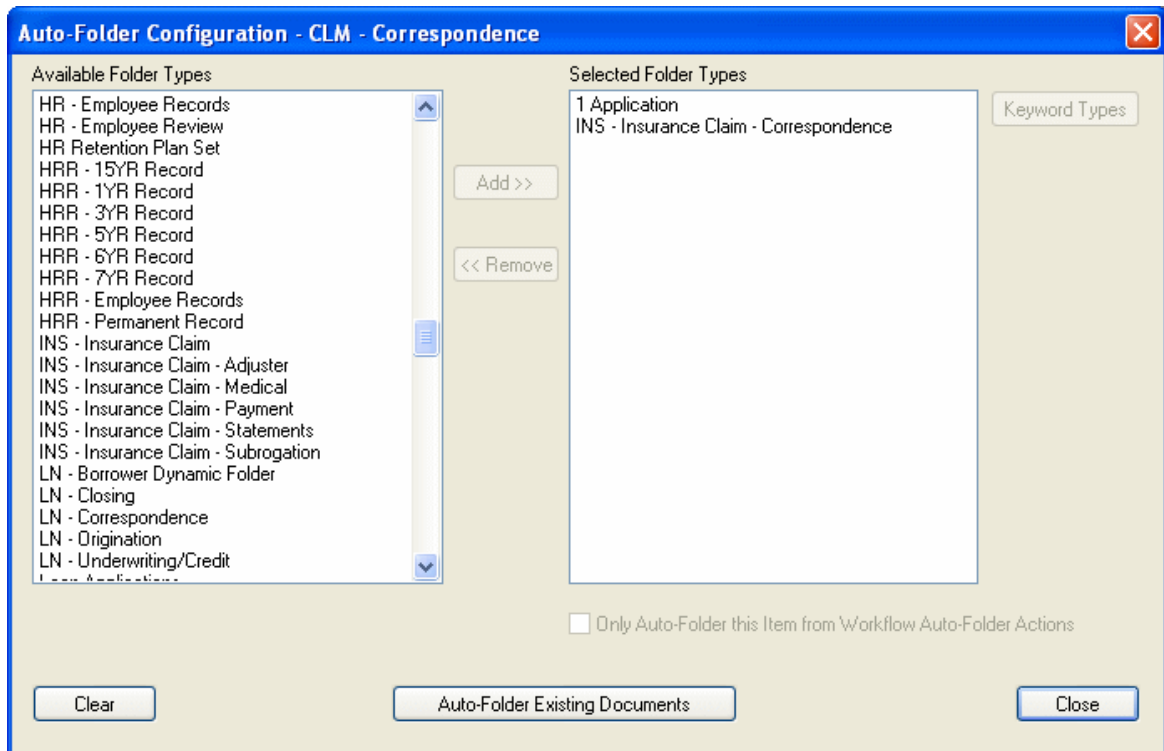 Auto-Folder Configuration - CLM - Correspondence
Available Folder Types
HR - Employee Records
HR - Employee Review
HR Retention Plan Set
HRR - 15YR Record
HRR - 1YR Record
HRR - 3YR Record
HRR - 5YR Record
HRR - 6YR Record
HRR - 7YR Record
HRR - Employee Records
HRR - Permanent Record
INS - Insurance Claim
INS - Insurance Claim - Adjuster
INS - Insurance Claim - Medical
INS - Insurance Claim - Payment
INS - Insurance Claim - Statements
INS - Insurance Claim - Subrogation
LN - Borrower Dynamic Folder
LN - Closing
LN - Correspondence
LN - Origination
LN - Underwriting/Credit
Loan Applications
Add >>
<< Remove
Selected Folder Types
1 Application
INS - Insurance Claim - Correspondence
Keyword Types
Only Auto-Folder this Item from Workflow Auto-Folder Actions
Clear
Auto-Folder Existing Documents
Close